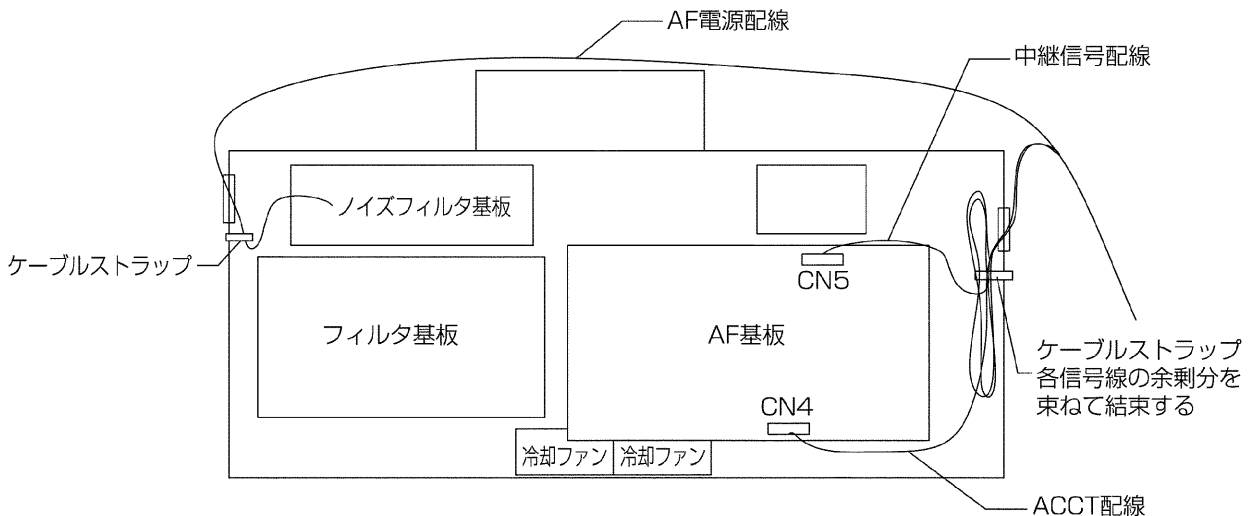 AF電源配線
中継信号配線
ノイズフィルタ基板
ケーブルストラップ
CN5
フィルタ基板
AF基板
ケーブルストラップ
各信号線の余剰分を
束ねて結束する
CN4
冷却ファン
冷却ファン
ACCT配線